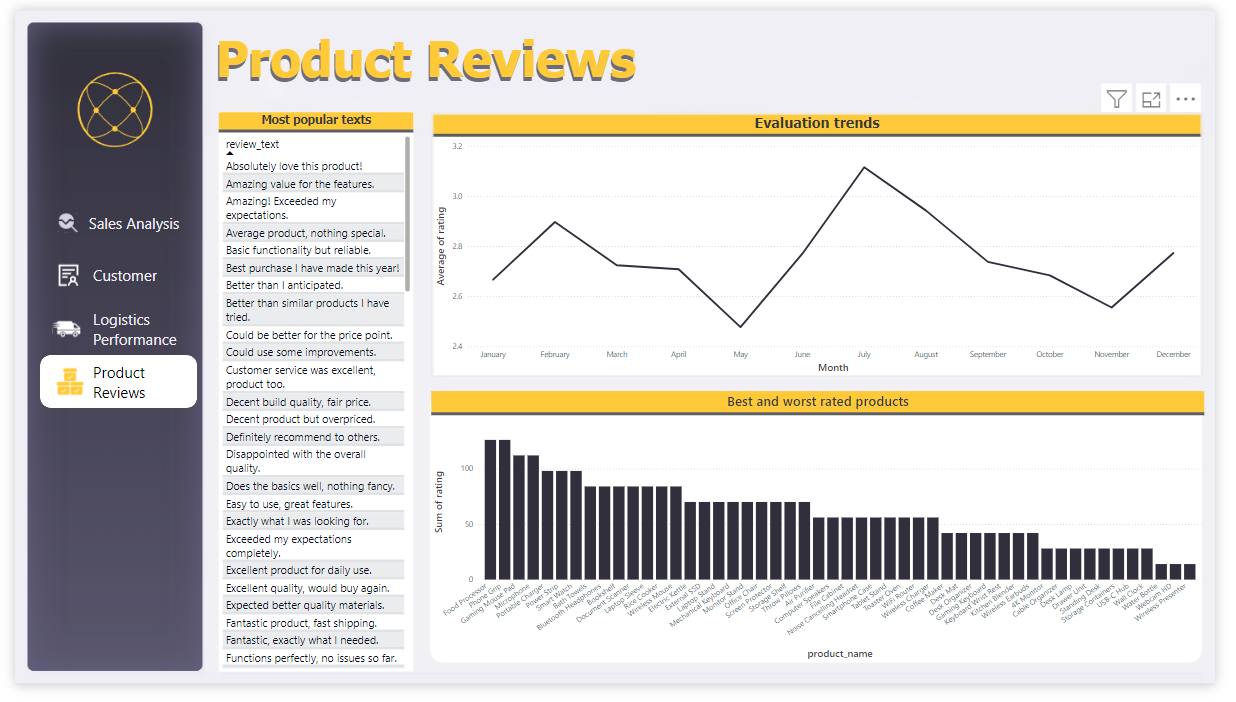 Product Reviews
Sales Analysis
Customer
Logistics
Performance
Product
Reviews
Most popular texts
review_text
Absolutely love this product!
Amazing value for the features.
Amazing! Exceeded my
expectations.
Average product, nothing special.
Basic functionality but reliable.
Best purchase I have made this year!
Better than I anticipated.
Better than similar products I have
tried.
Could be better for the price point.
Could use some improvements.
Customer service was excellent,
product too.
Decent build quality, fair price.
Decent product but overpriced.
Definitely recommend to others.
Disappointed with the overall
quality.
Does the basics well, nothing fancy.
Easy to use, great features.
Exactly what I was looking for.
Exceeded my expectations
completely.
Excellent product for daily use.
Excellent quality, would buy again.
Expected better quality materials.
Fantastic product, fast shipping.
Fantastic, exactly what I needed.
Functions perfectly, no issues so far.
Evaluation trends
Average of rating
3.2
3.0
2.8
2.6
2.4
January
February
March
April
May
June
July
August
September
October
November
December
Month
Best and worst rated products
Sum of rating
100
50
0
Food Processor
Phone Grip
Gaming Mouse Pad
Microphone
Portable Charger
Power Strip
Smart Watch
Bath Towels
Bluetooth Headphones
Bookshelf
Document Scanner
Laptop Sleeve
Rice Cooker
Wireless Mouse
Electric Kettle
External SSD
Laptop Stand
Mechanical Keyboard
Monitor Stand
Office Chair
Screen Protector
Storage Shelf
Throw Pillows
Air Purifier
Computer Speakers
File Cabinet
Noise Cancelling Headset
Smartphone Case
Tablet Stand
Toaster Oven
WiFi Router
Wireless Charger
Coffee Maker
Desk Mat
Desk Organizer
Gaming Keyboard
Keyboard Wrist Rest
Kitchen Blender
Wireless Earbuds
4K Monitor
Cable Organizer
Desk Lamp
Drawer Unit
Standing Desk
Storage Containers
USB-C Hub
Wall Clock
Water Bottle
Webcam HD
Wireless Presenter
product_name